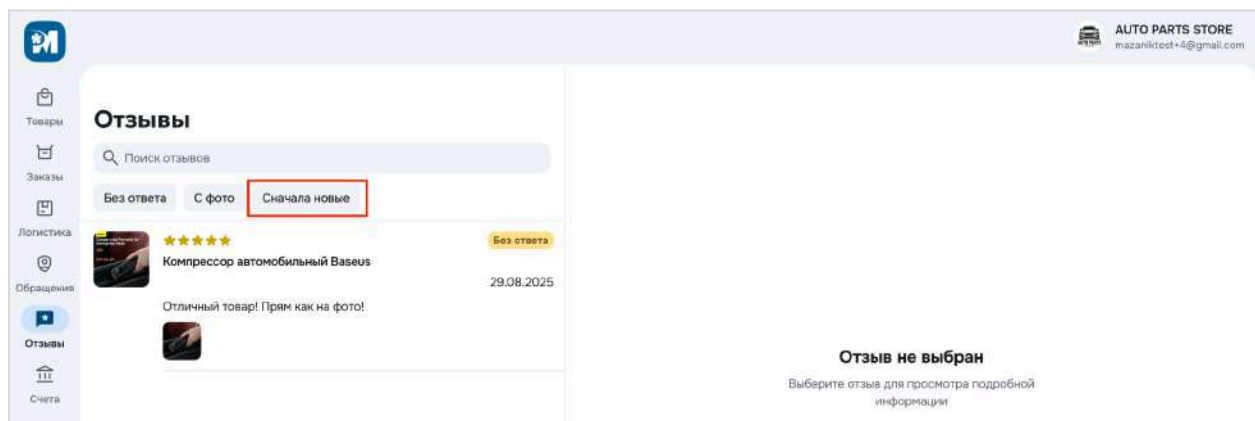 AUTO PARTS STORE
mazaniktest+4@gmail.com
Товары
Заказы
Логистика
Обращения
Отзывы
Счета
Отзывы
Поиск отзывов
Без ответа
С фото
Сначала новые
Без ответа
Компрессор автомобильный Baseus
29.08.2025
Отличный товар! Прям как на фото!
Отзыв не выбран
Выберите отзыв для просмотра подробной
информации